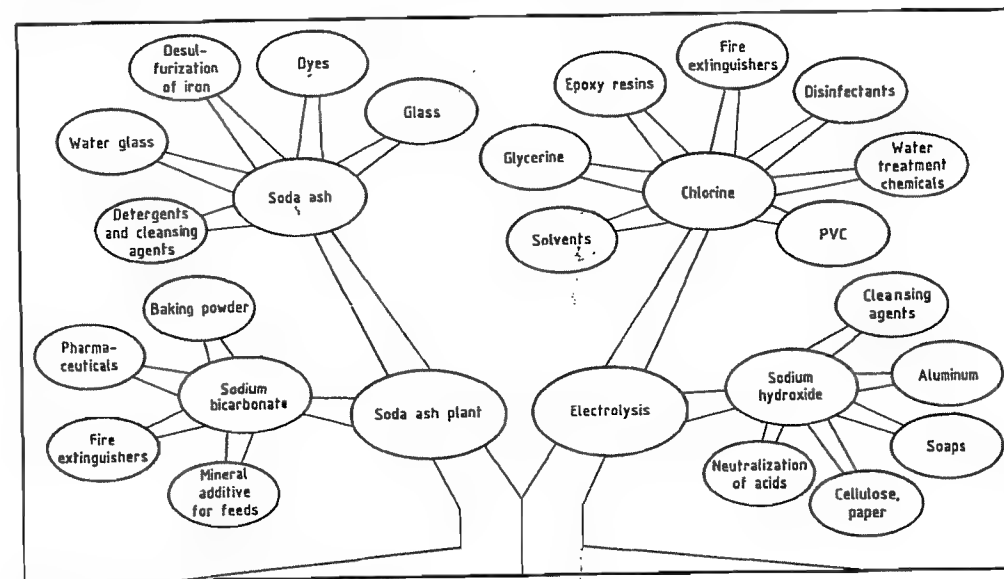 Desul-
furization
of iron
Dyes
Glass
Water glass
Soda ash
Detergents
and cleansing
agents
Baking powder
Pharma-
ceuticals
Sodium
bicarbonate
Fire
extinguishers
Mineral
additive
for feeds
Soda ash plant
Fire
extinguishers
Epoxy resins
Disinfectants
Glycerine
Chlorine
Water
treatment
chemicals
Solvents
PVC
Cleansing
agents
Sodium
hydroxide
Aluminum
Electrolysis
Soaps
Neutralization
of acids
Cellulose,
paper